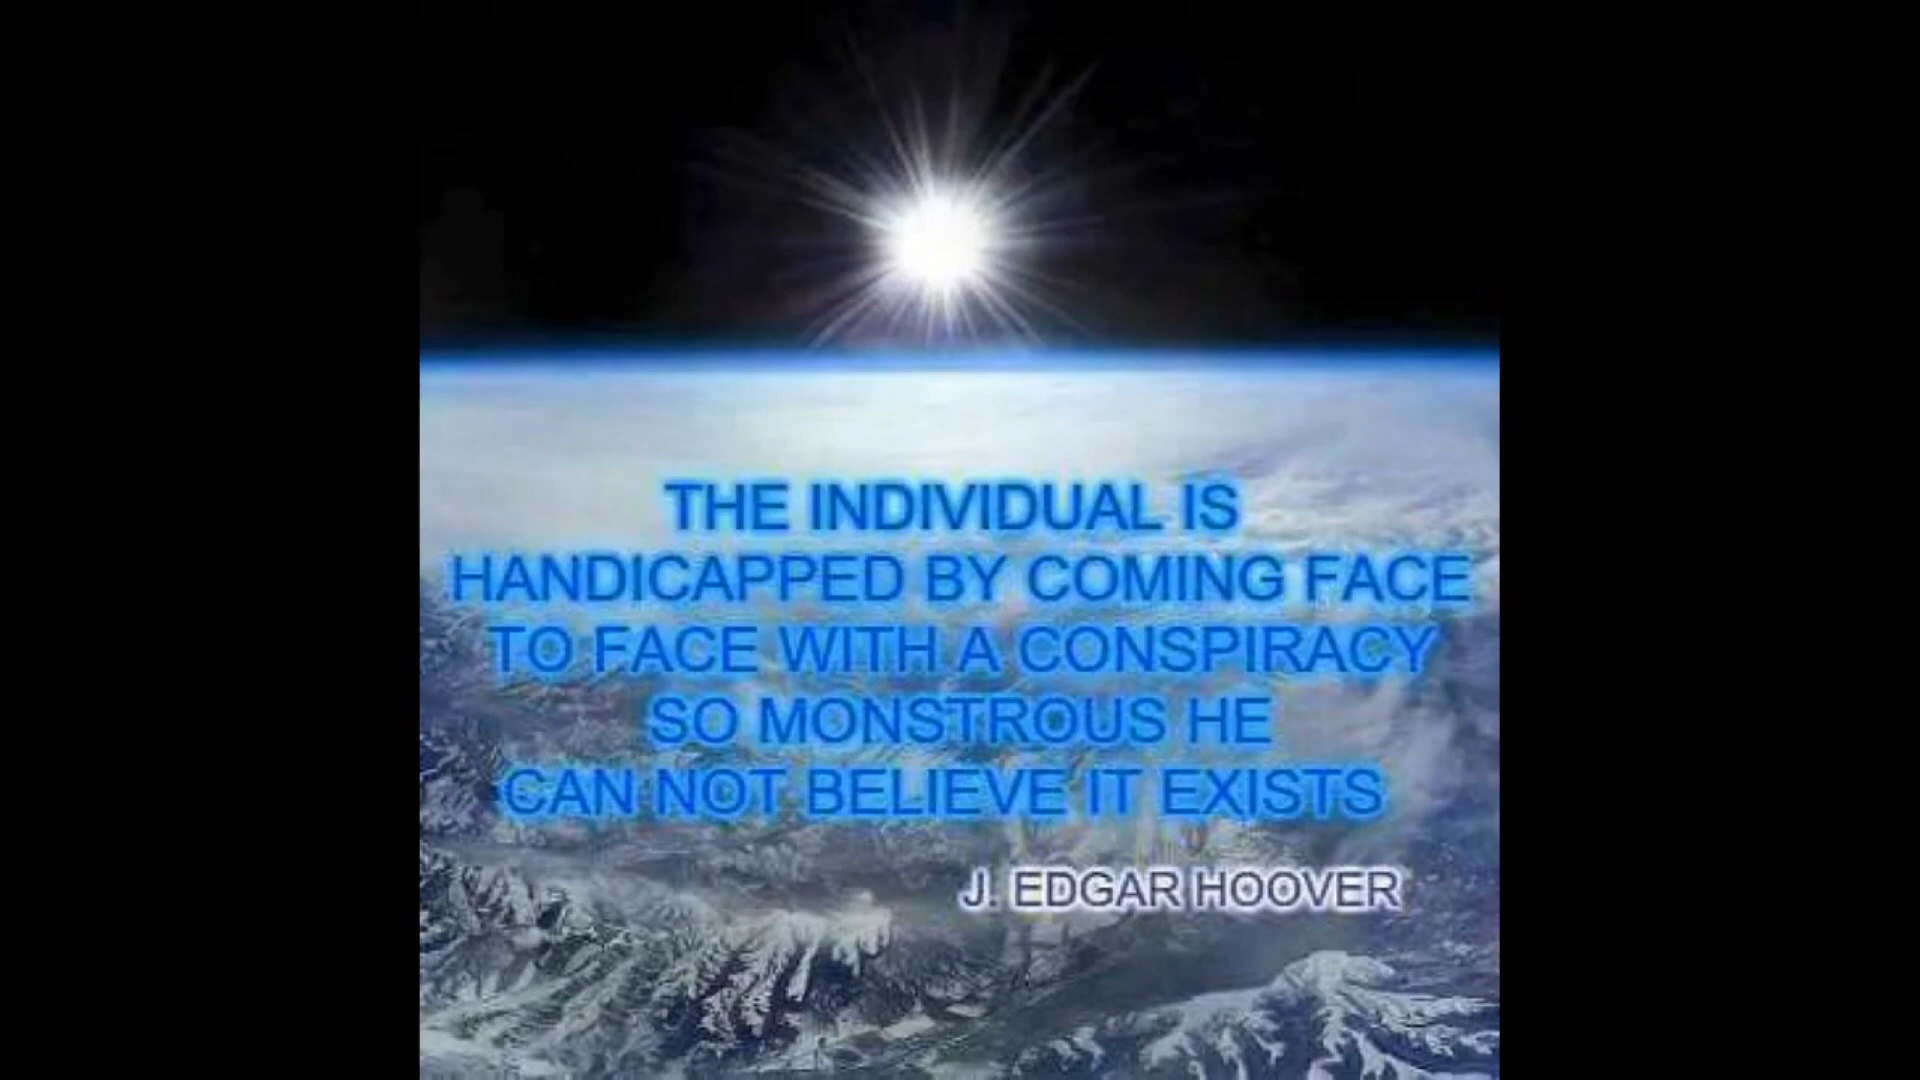 THE INDIVIDUAL IS
HANDICAPPED BY COMING FACE
TO FACE WITH A CONSPIRACY
SO MONSTROUS HE
CAN NOT BELIEVE IT EXISTS
J. EDGAR HOOVER